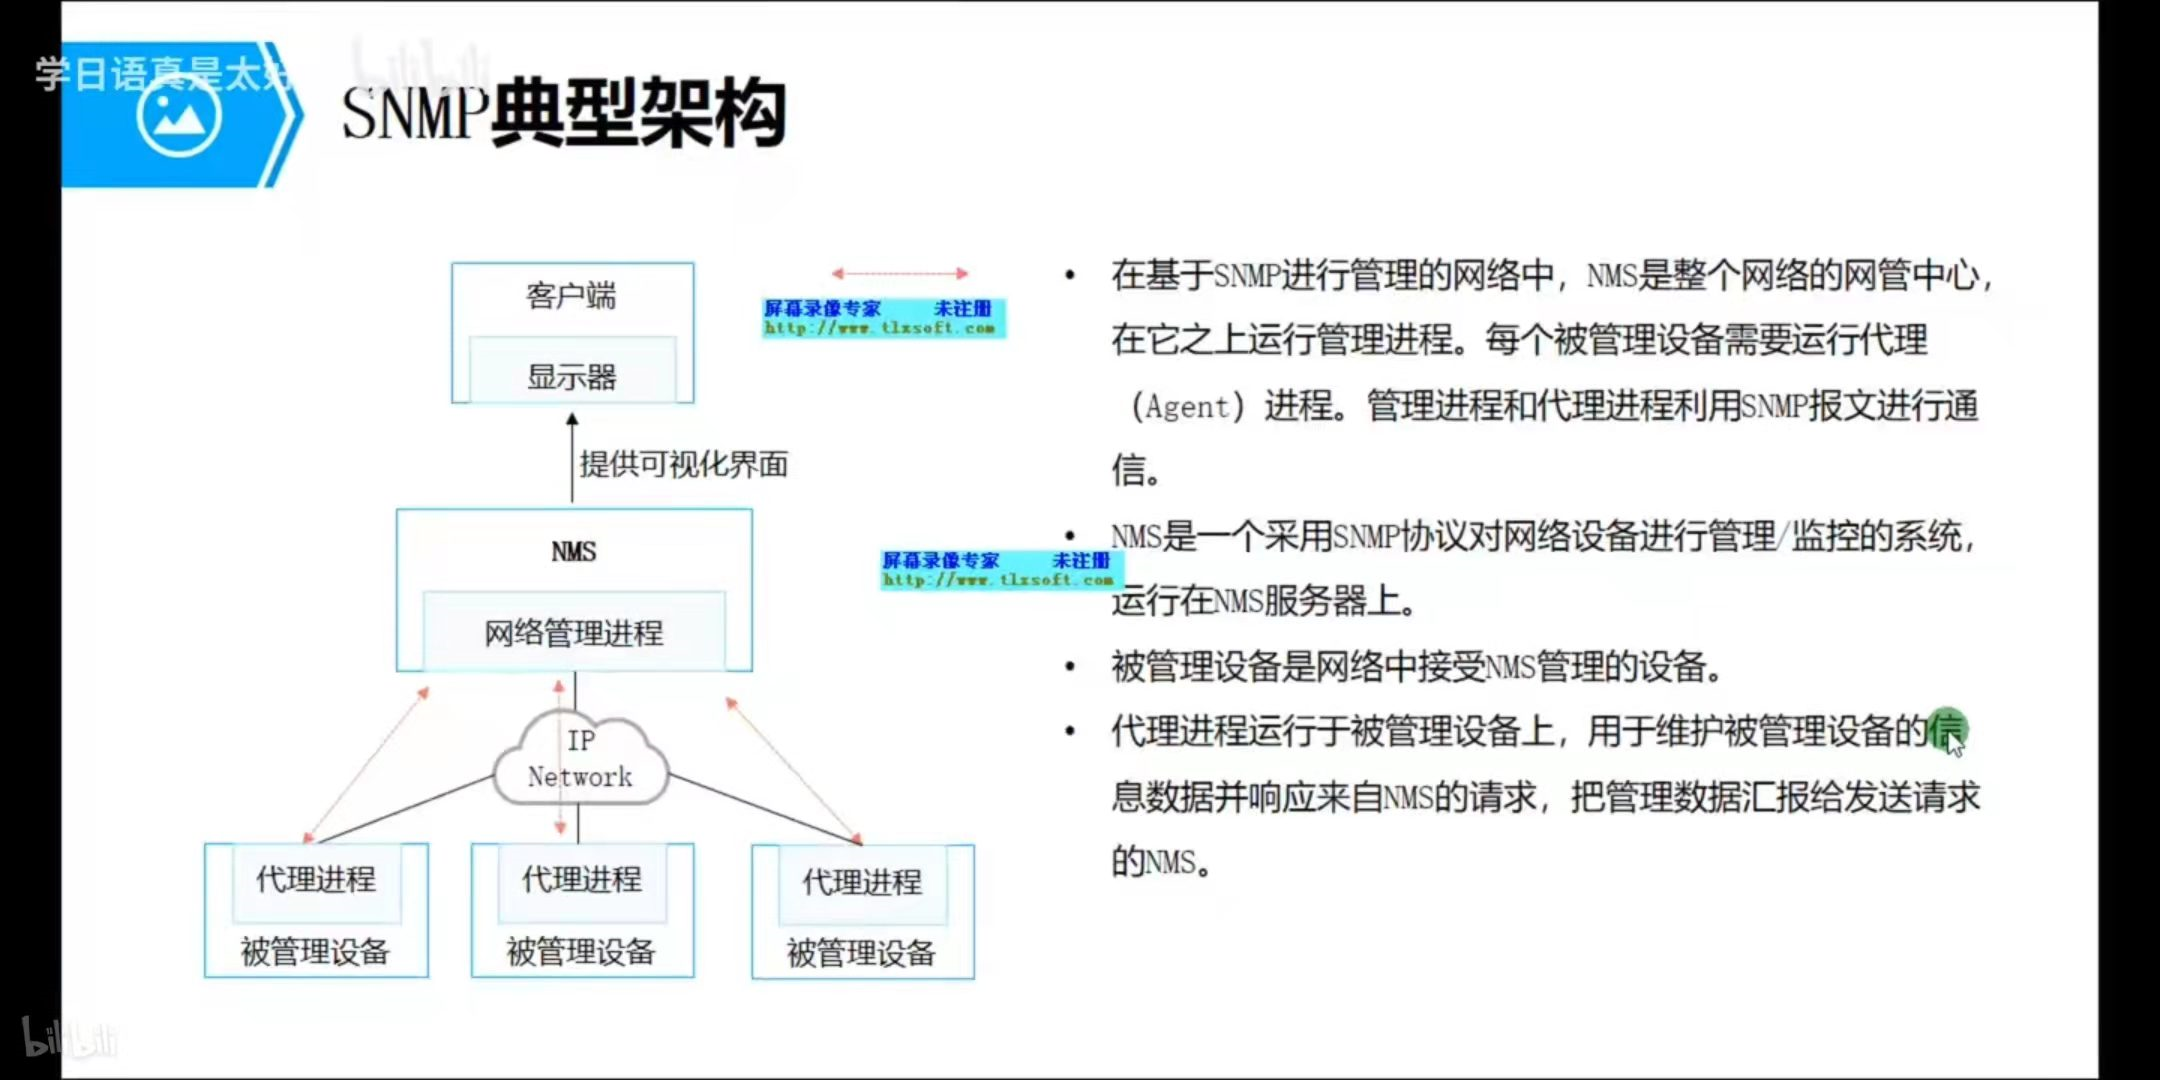 学日语真是太好
bilibili
SNMP典型架构
客户端
显示器
提供可视化界面
NMS
网络管理进程
IP
Network
代理进程
被管理设备
代理进程
被管理设备
代理进程
被管理设备
屏幕录像专家 未注册
http://www.tlxsoft.com
屏幕录像专家 未注册
http://www.tlxsoft.com
• 在基于SNMP进行管理的网络中，NMS是整个网络的网管中心，
在它之上运行管理进程。每个被管理设备需要运行代理
（Agent）进程。管理进程和代理进程利用SNMP报文进行通
信。
• NMS是一个采用SNMP协议对网络设备进行管理/监控的系统，
运行在NMS服务器上。
• 被管理设备是网络中接受NMS管理的设备。
• 代理进程运行于被管理设备上，用于维护被管理设备的信
息数据并响应来自NMS的请求，把管理数据汇报给发送请求
的NMS。
bilibili